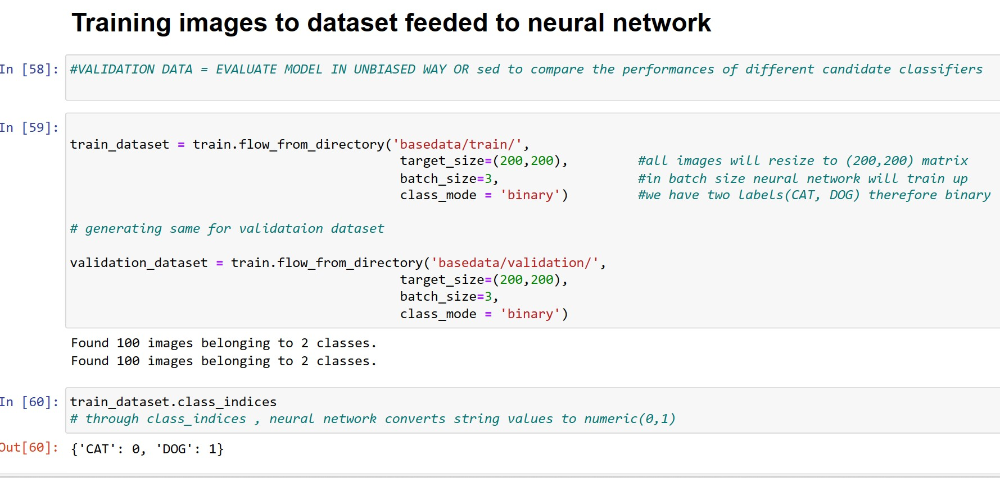 Training images to dataset feeded to neural network
In [58]: #VALIDATION DATA = EVALUATE MODEL IN UNBIASED WAY OR sed to compare the performances of different candidate classifiers
In [59]:
train_dataset = train.flow_from_directory('basedata/train/',
target_size=(200,200), #all images will resize to (200,200) matrix
batch_size=3, #in batch size neural network will train up
class_mode = 'binary') #we have two labels(CAT, DOG) therefore binary
# generating same for validataion dataset
validation_dataset = train.flow_from_directory('basedata/validation/',
target_size=(200,200),
batch_size=3,
class_mode = 'binary')
Found 100 images belonging to 2 classes.
Found 100 images belonging to 2 classes.
In [60]: train_dataset.class_indices
# through class_indices , neural network converts string values to numeric(0,1)
Out[60]: {'CAT': 0, 'DOG': 1}